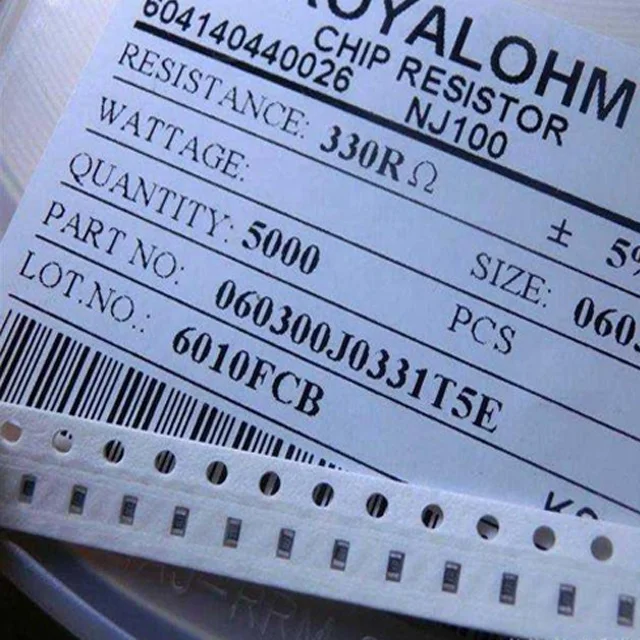 ROYALOHM
CHIP RESISTOR
604140440026 NJ100
RESISTANCE: 330R Ω ± 5%
WATTAGE: SIZE: 0603
QUANTITY: 5000 PCS
PART NO: 060300J0331T5E
LOT.NO.: 6010FCB